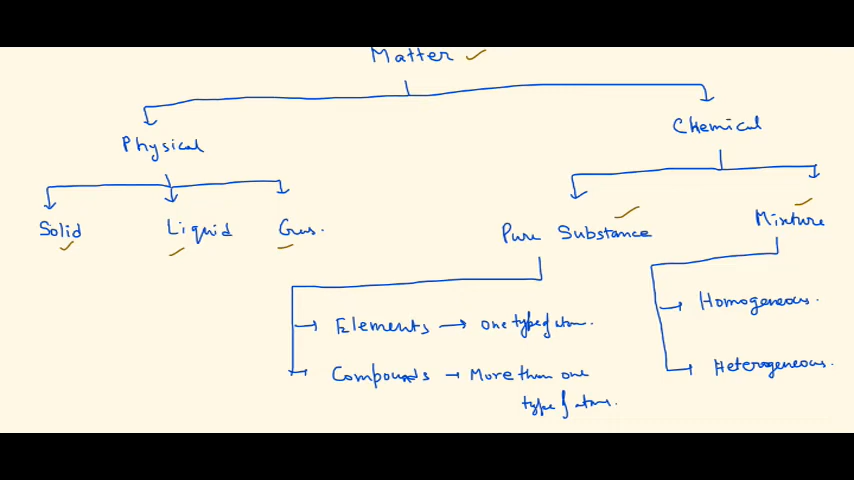 Matter
Physical
Chemical
Solid
Liquid
Gas.
Pure Substance
Mixture
Elements → one type of atom.
Compounds → More than one
type of atoms.
Homogeneous.
Heterogeneous.